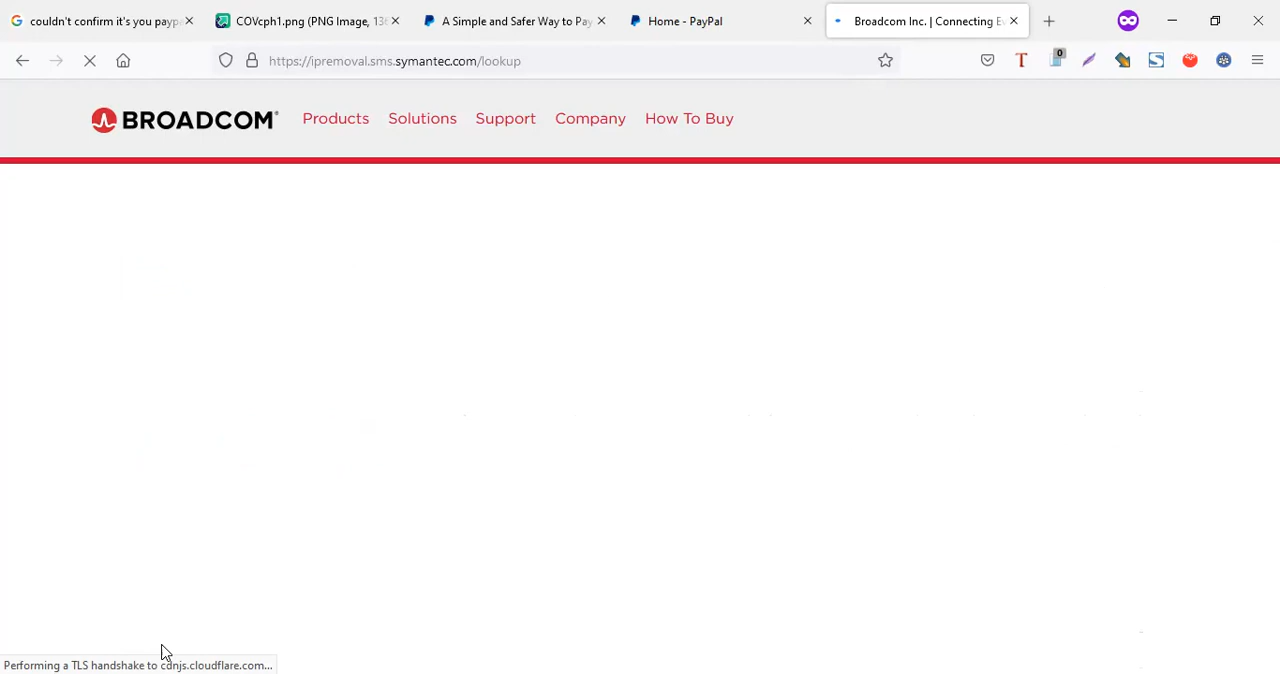 couldn't confirm it's you payp
COVcph1.png (PNG Image, 136
A Simple and Safer Way to Pay
Home - PayPal
Broadcom Inc. | Connecting Ev
https://ipremoval.sms.symantec.com/lookup
T
0
S
BROADCOM®
Products
Solutions
Support
Company
How To Buy
Performing a TLS handshake to cdnjs.cloudflare.com...